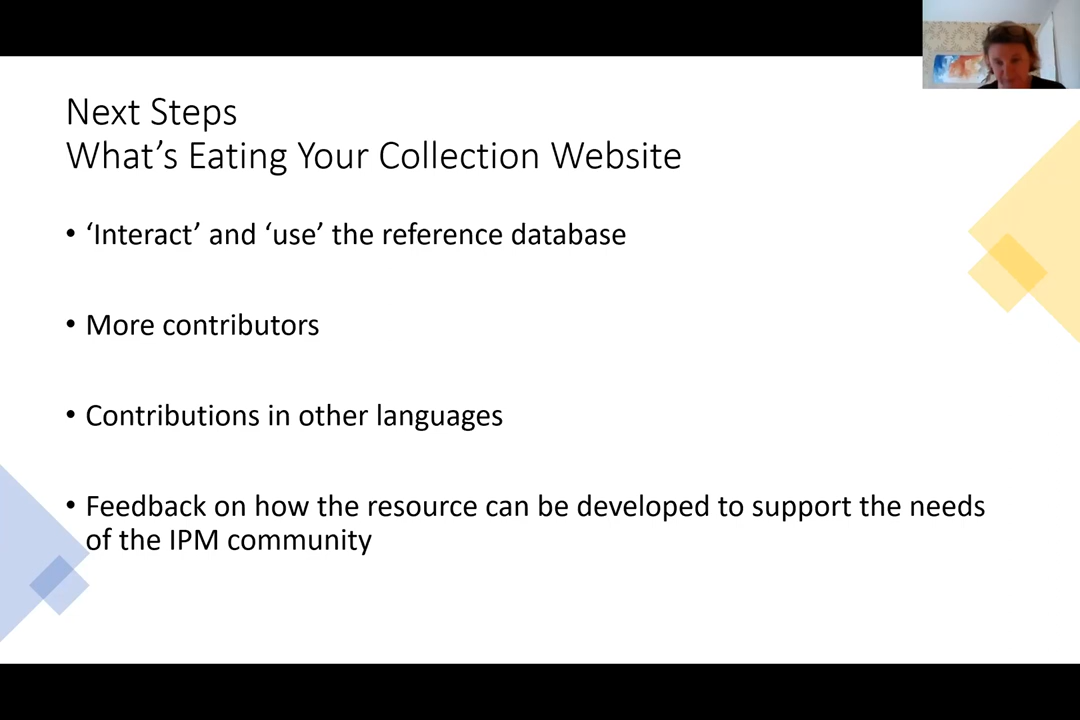 Next Steps
What’s Eating Your Collection Website
• ‘Interact’ and ‘use’ the reference database
• More contributors
• Contributions in other languages
• Feedback on how the resource can be developed to support the needs
of the IPM community